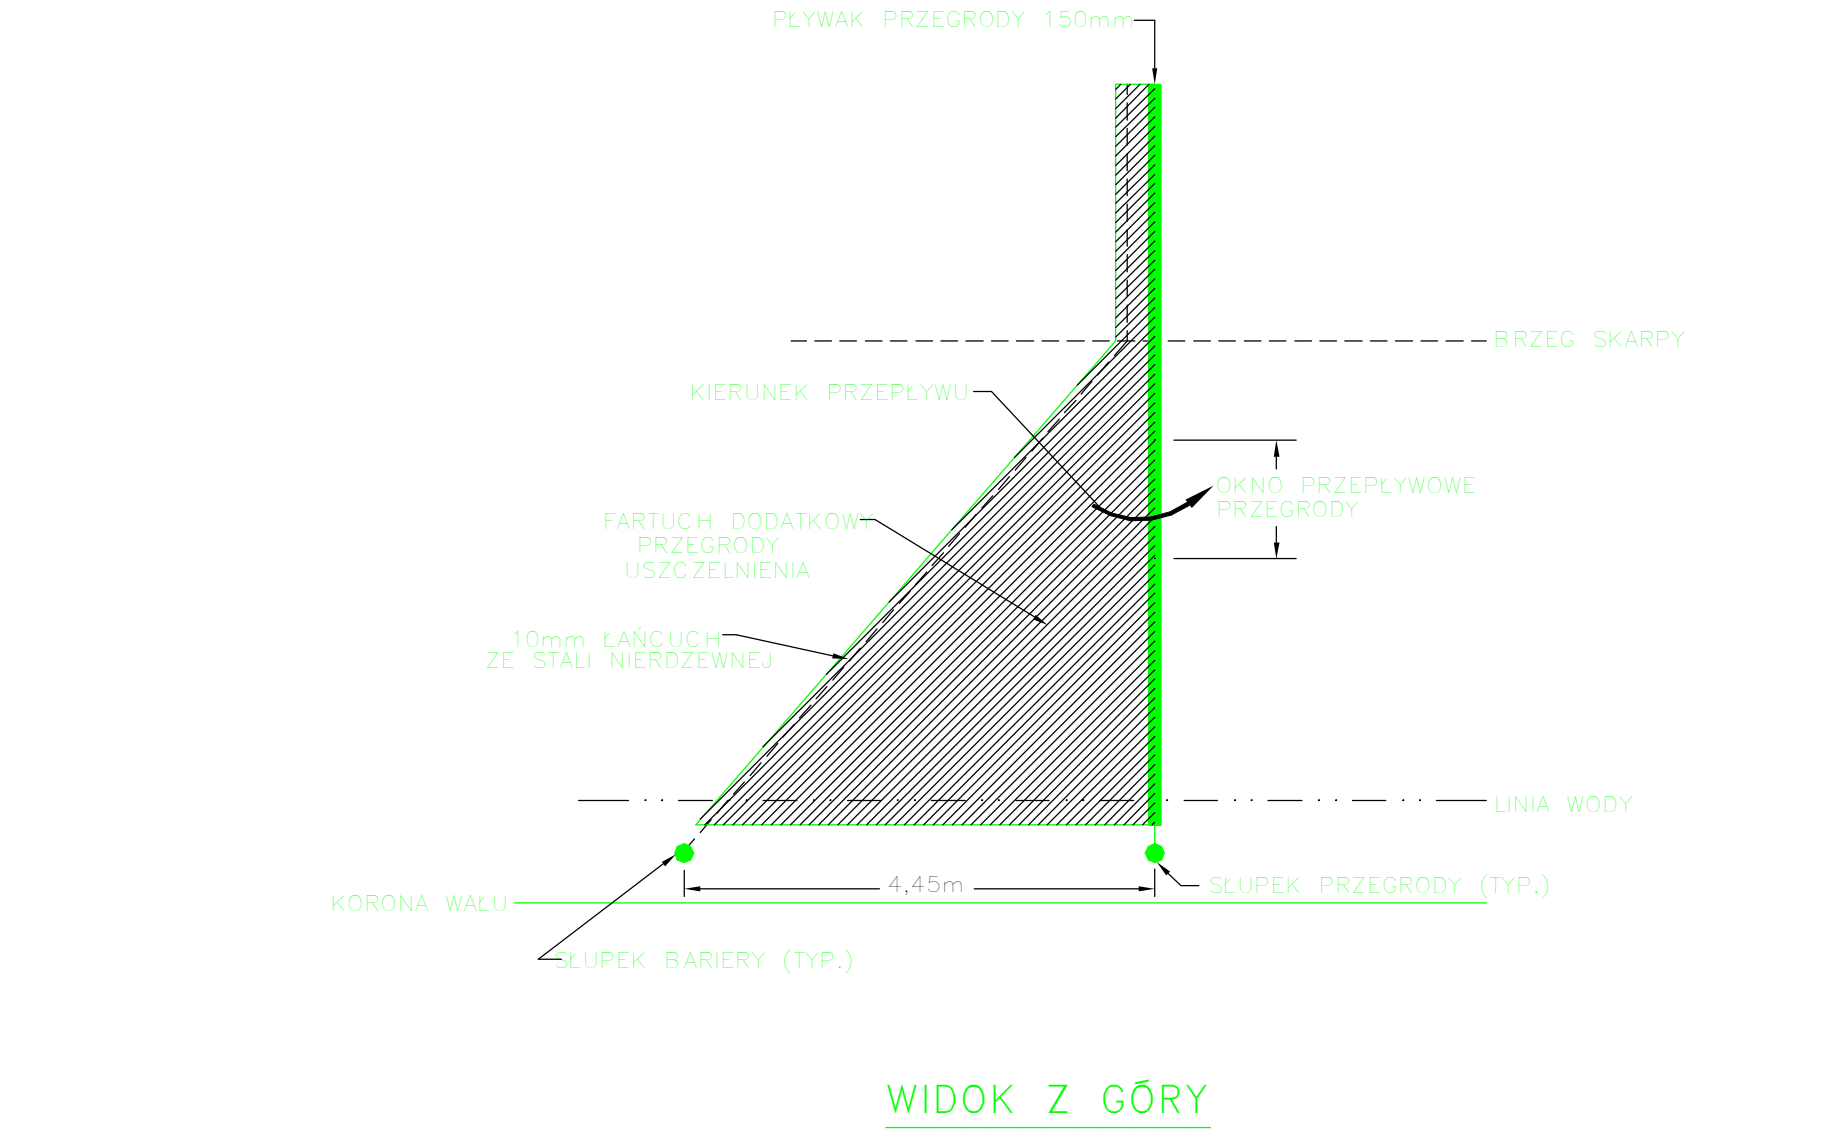 PŁYWAK PRZEGRODY 150mm
BRZEG SKARPY
KIERUNEK PRZEPŁYWU
OKNO PRZEPŁYWOWE
PRZEGRODY
FARTUCH DODATKOWY
PRZEGRODY
USZCZELNIENIA
10mm ŁAŃCUCH
ZE STALI NIERDZEWNEJ
LINIA WODY
4,45m
SŁUPEK PRZEGRODY (TYP.)
KORONA WAŁU
SŁUPEK BARIERY (TYP.)
WIDOK Z GÓRY